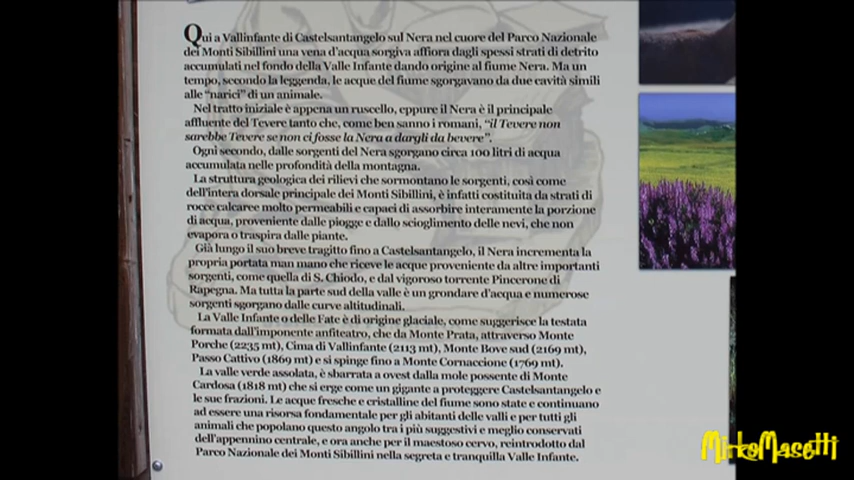 Qui a Vallinfante di Castelsantangelo sul Nera nel cuore del Parco Nazionale
dei Monti Sibillini una vena d'acqua sorgiva affiora dagli spessi strati di detrito
accumulati nel fondo della Valle Infante dando origine al fiume Nera. Ma un
tempo, secondo la leggenda, le acque del fiume sgorgavano da due cavità simili
alle "narici" di un animale.
Nel tratto iniziale è appena un ruscello, eppure il Nera è il principale
affluente del Tevere tanto che, come ben sanno i romani, "il Tevere non
sarebbe Tevere se non ci fosse la Nera a dargli da bevere".
Ogni secondo, dalle sorgenti del Nera sgorgano circa 100 litri di acqua
accumulata nelle profondità della montagna.
La struttura geologica dei rilievi che sormontano le sorgenti, così come
dell'intera dorsale principale dei Monti Sibillini, è infatti costituita da strati di
rocce calcaree molto permeabili e capaci di assorbire interamente la porzione
di acqua, proveniente dalle piogge e dallo scioglimento delle nevi, che non
evapora o traspira dalle piante.
Già lungo il suo breve tragitto fino a Castelsantangelo, il Nera incrementa la
propria portata man mano che riceve le acque proveniente da altre importanti
sorgenti, come quella di S. Chiodo, e dal vigoroso torrente Pincerone di
Rapegna. Ma tutta la parte sud della valle è un grondare d'acqua e numerose
sorgenti sgorgano dalle curve altitudinali.
La Valle Infante o delle Fate è di origine glaciale, come suggerisce la testata
formata dall'imponente anfiteatro, che da Monte Prata, attraverso Monte
Porche (2235 mt), Cima di Vallinfante (2113 mt), Monte Bove sud (2169 mt),
Passo Cattivo (1869 mt) e si spinge fino a Monte Cornaccione (1769 mt).
La valle verde assolata, è sbarrata a ovest dalla mole possente di Monte
Cardosa (1818 mt) che si erge come un gigante a proteggere Castelsantangelo e
le sue frazioni. Le acque fresche e cristalline del fiume sono state e continuano
ad essere una risorsa fondamentale per gli abitanti delle valli e per tutti gli
animali che popolano questo angolo tra i più suggestivi e meglio conservati
dell'appennino centrale, e ora anche per il maestoso cervo, reintrodotto dal
Parco Nazionale dei Monti Sibillini nella segreta e tranquilla Valle Infante.
MirkoMasetti